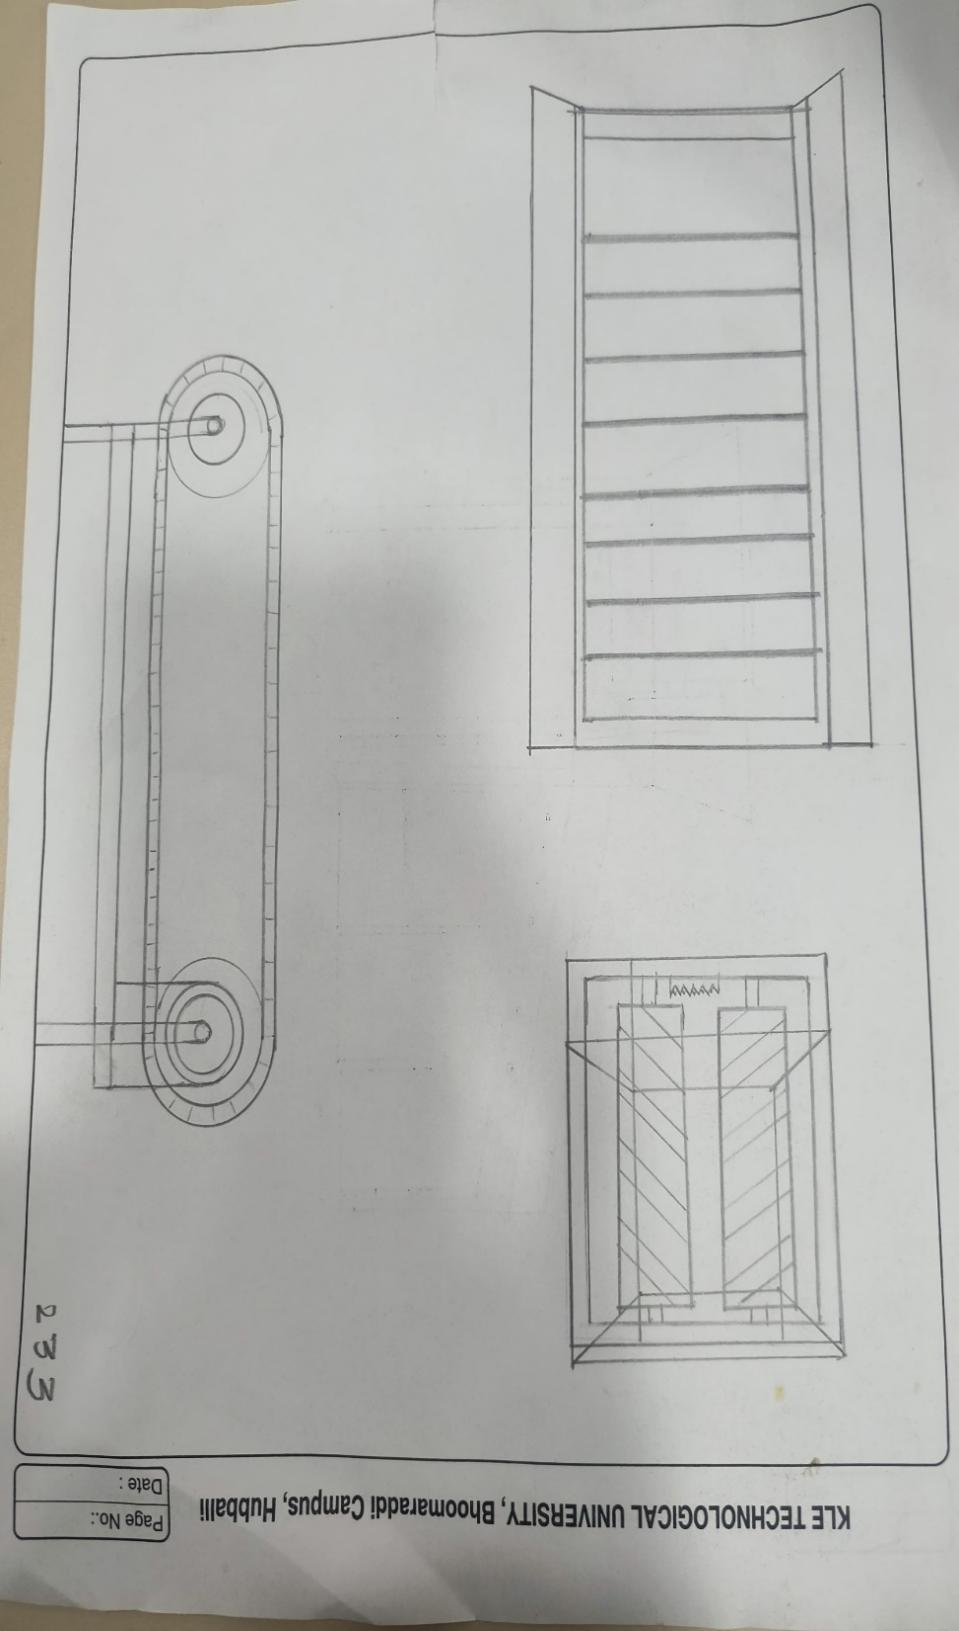 KLE TECHNOLOGICAL UNIVERSITY, Bhoomaraddi Campus, Hubballi
Page No.:
Date :
233